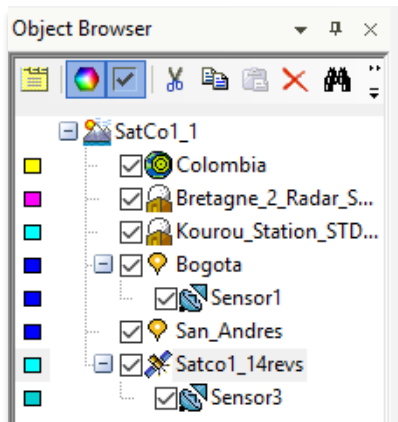 Object Browser
SatCo1_1
Colombia
Bretagne_2_Radar_S...
Kourou_Station_STD...
Bogota
Sensor1
San_Andres
Satco1_14revs
Sensor3